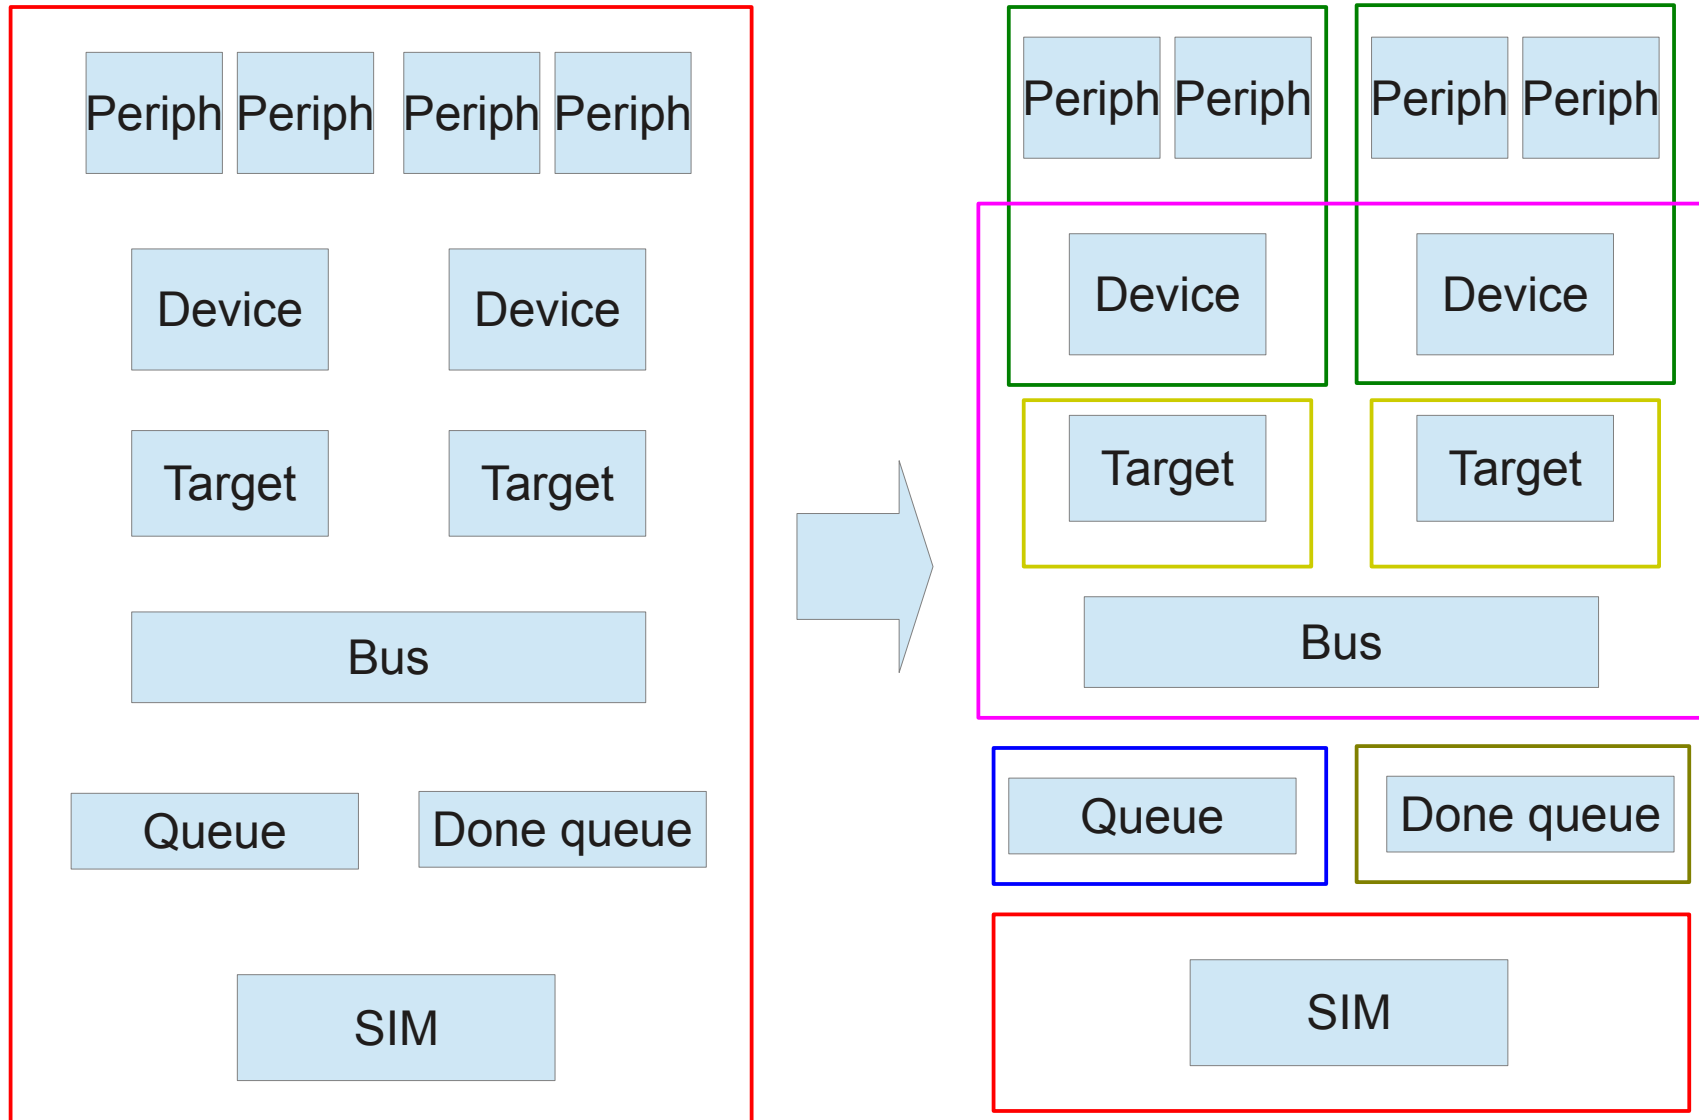 Periph Periph Periph Periph
Device Device
Target Target
Bus
Queue Done queue
SIM
Periph Periph Periph Periph
Device Device
Target Target
Bus
Queue Done queue
SIM